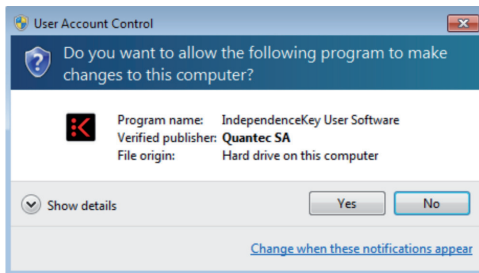 User Account Control
Do you want to allow the following program to make
changes to this computer?
Program name: IndependenceKey User Software
Verified publisher: Quantec SA
File origin: Hard drive on this computer
Show details
Yes No
Change when these notifications appear